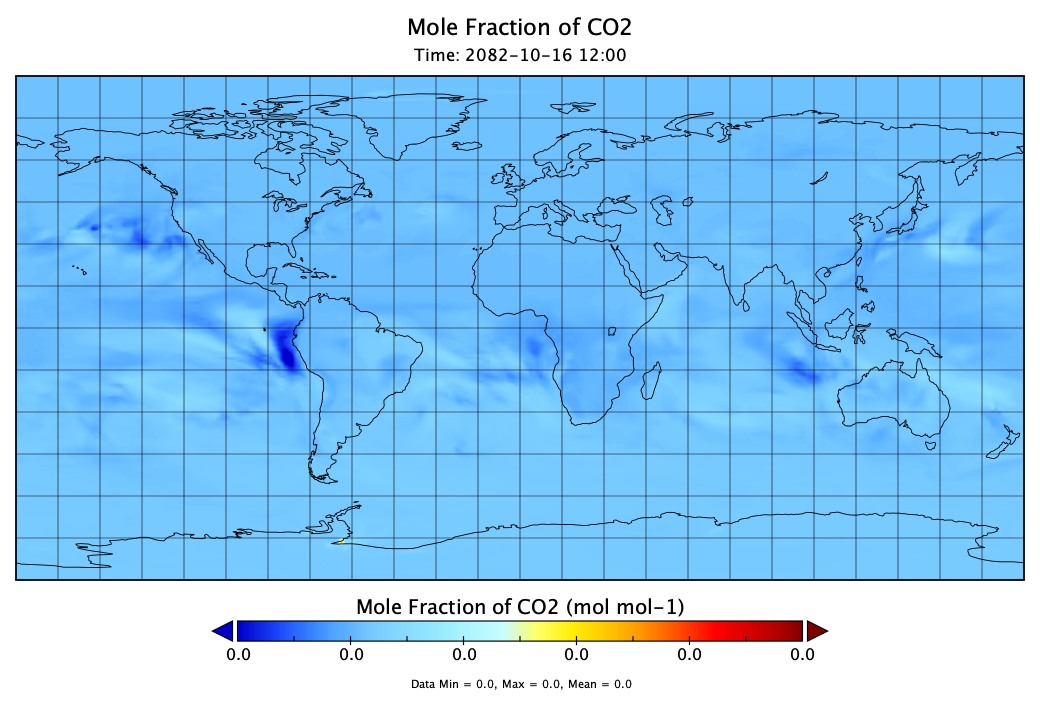 Mole Fraction of CO2
Time: 2082-10-16 12:00
Mole Fraction of CO2 (mol mol-1)
0.0 0.0 0.0 0.0 0.0 0.0
Data Min = 0.0, Max = 0.0, Mean = 0.0